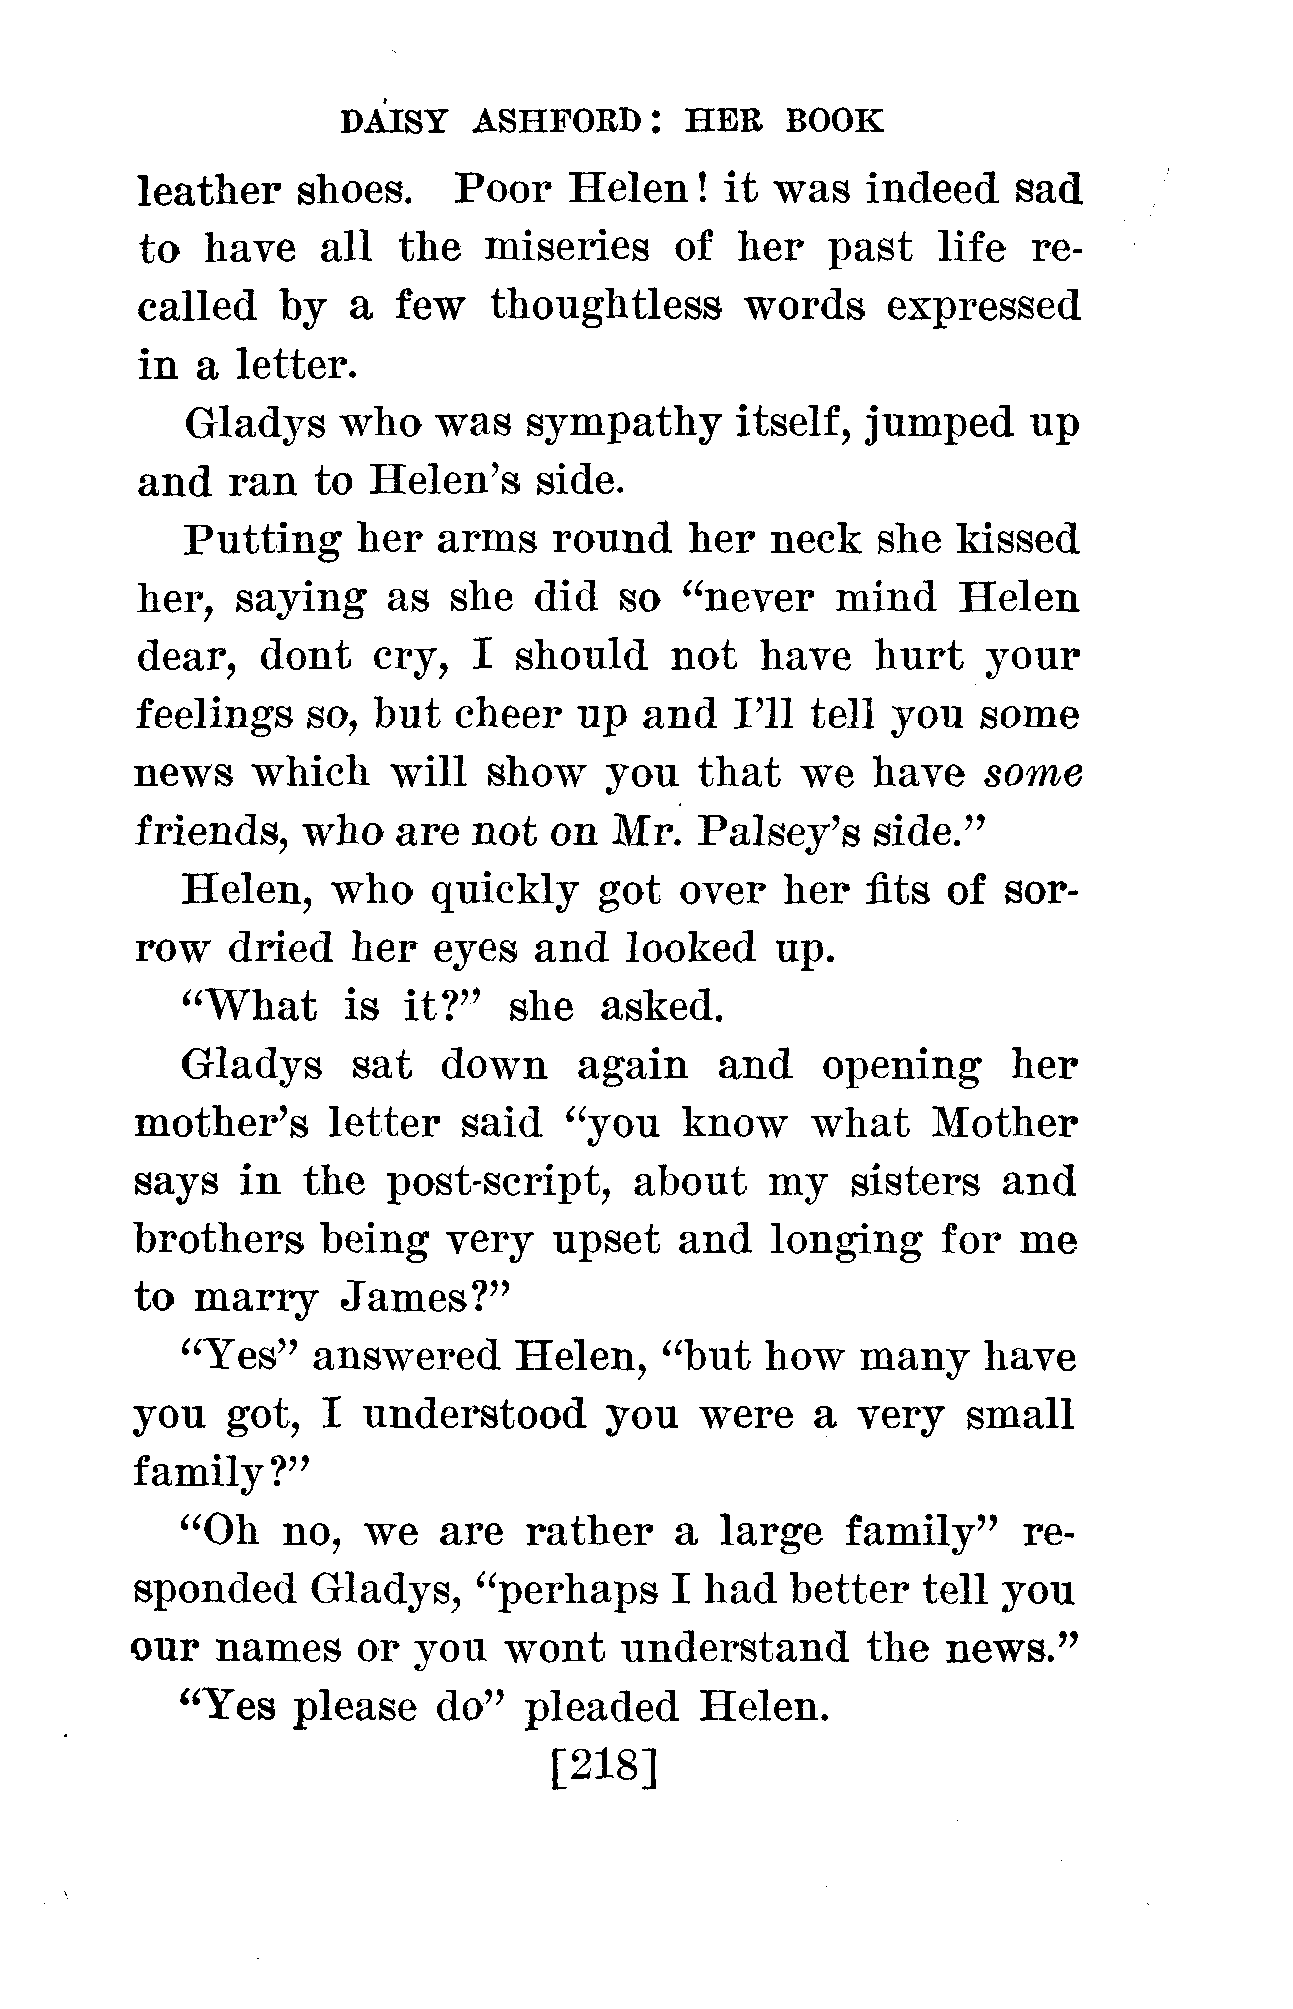 DAISY ASHFORD: HER BOOK
leather shoes. Poor Helen! it was indeed sad
to have all the miseries of her past life re-
called by a few thoughtless words expressed
in a letter.
Gladys who was sympathy itself, jumped up
and ran to Helen's side.
Putting her arms round her neck she kissed
her, saying as she did so “never mind Helen
dear, dont cry, I should not have hurt your
feelings so, but cheer up and I'll tell you some
news which will show you that we have some
friends, who are not on Mr. Palsey's side.”
Helen, who quickly got over her fits of sor-
row dried her eyes and looked up.
“What is it?” she asked.
Gladys sat down again and opening her
mother's letter said “you know what Mother
says in the post-script, about my sisters and
brothers being very upset and longing for me
to marry James?”
“Yes” answered Helen, “but how many have
you got, I understood you were a very small
family?”
“Oh no, we are rather a large family” re-
sponded Gladys, “perhaps I had better tell you
our names or you wont understand the news.”
“Yes please do” pleaded Helen.
[218]